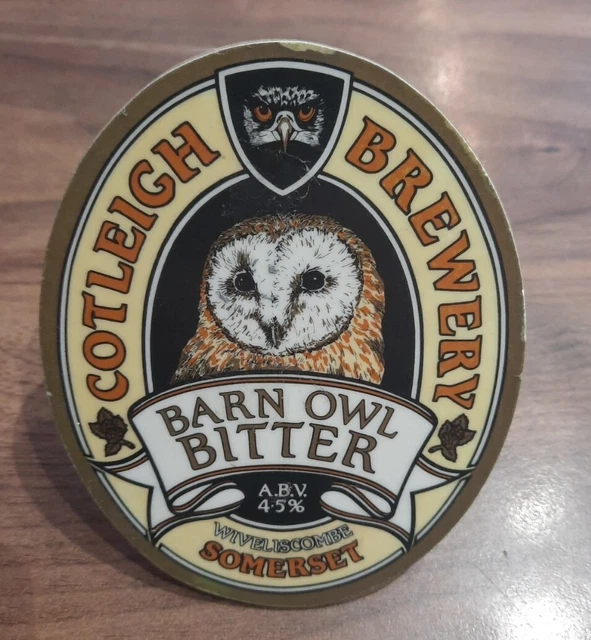 COTLEIGH BREWERY
BARN OWL
BITTER
A.B.V.
4·5%
WIVELISCOMBE
SOMERSET